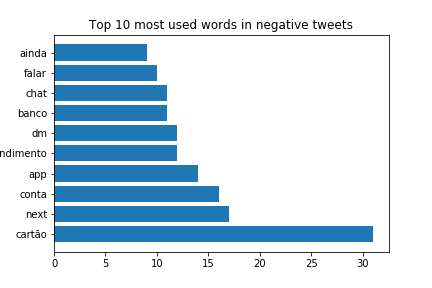 Top 10 most used words in negative tweets
ainda
falar
chat
banco
dm
ndimento
app
conta
next
cartão
0 5 10 15 20 25 30